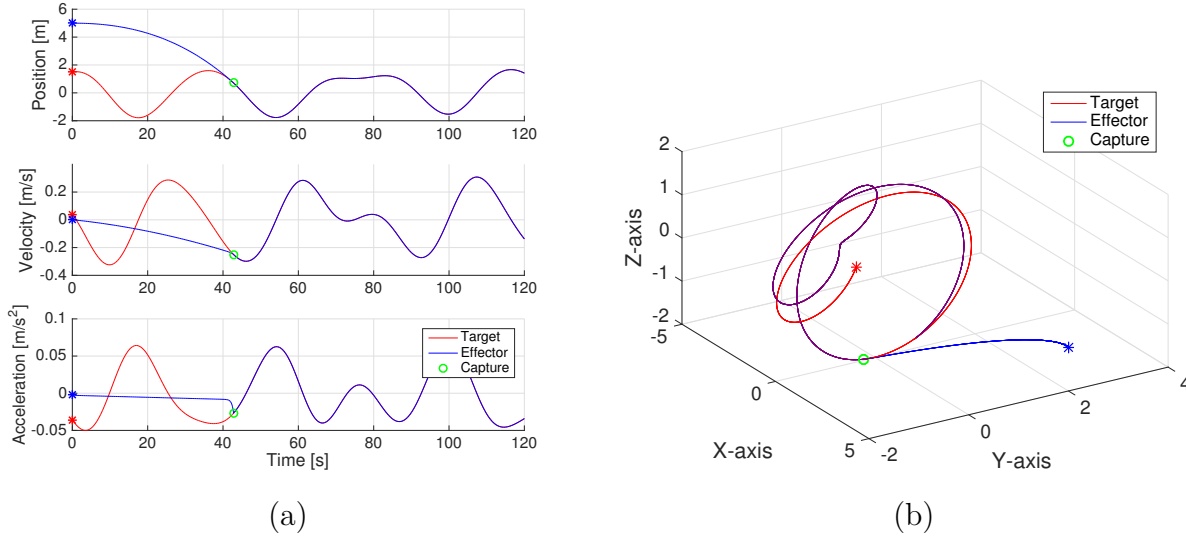 Position [m]
6
4
2
0
-2
0 20 40 60 80 100 120
Velocity [m/s]
0.2
0
-0.2
-0.4
0 20 40 60 80 100 120
Acceleration [m/s²]
0.1
0.05
0
-0.05
Target
Effector
Capture
0 20 40 60 80 100 120
Time [s]
(a)
Target
Effector
Capture
Z-axis
2
1
0
-1
-2
-5
0
5
X-axis
-2
0
2
4
Y-axis
(b)